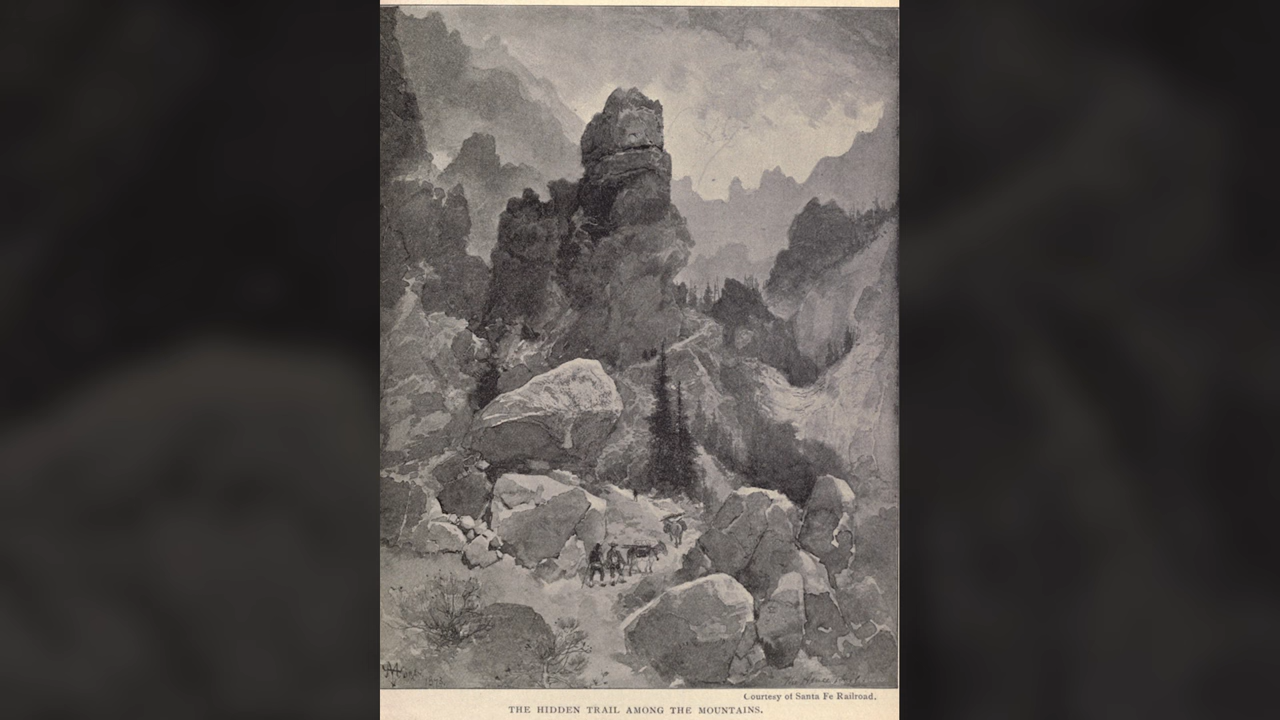 Courtesy of Santa Fe Railroad.
THE HIDDEN TRAIL AMONG THE MOUNTAINS.